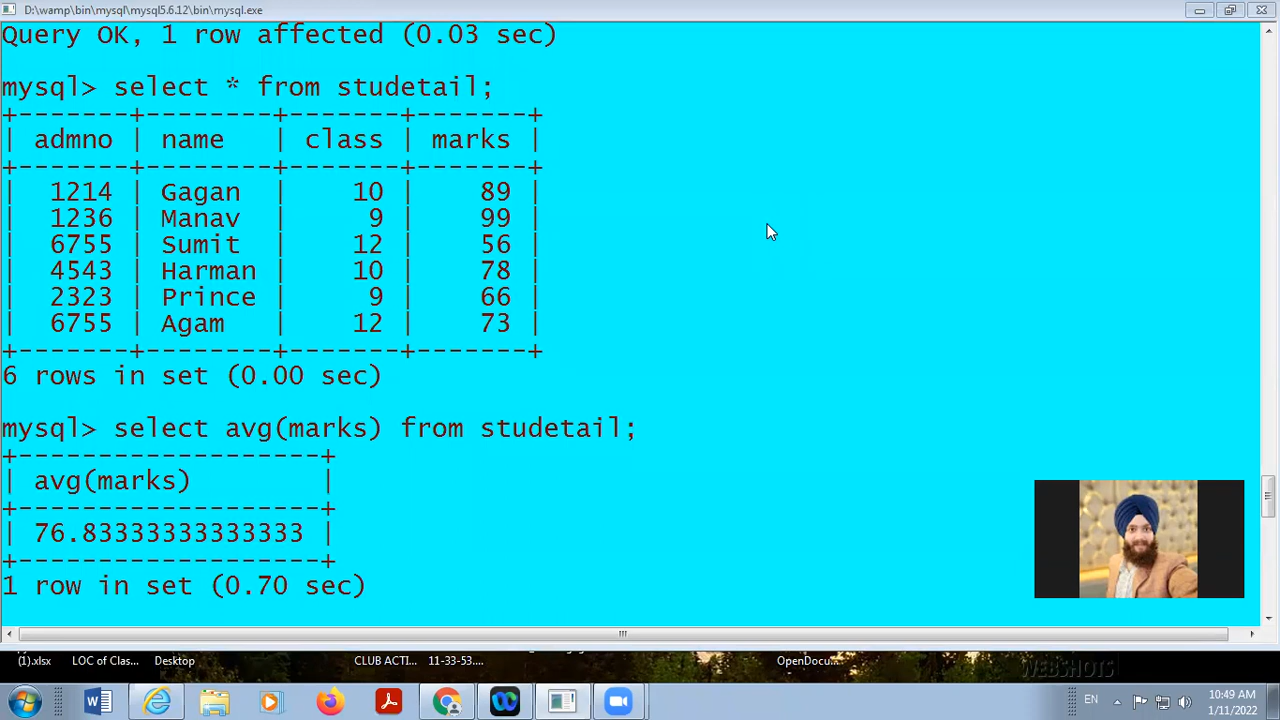 D:\wamp\bin\mysql\mysql5.6.12\bin\mysql.exe
Query OK, 1 row affected (0.03 sec)
mysql> select * from studetail;
+-------+--------+-------+-------+
| admno | name   | class | marks |
+-------+--------+-------+-------+
|  1214 | Gagan  |    10 |    89 |
|  1236 | Manav  |     9 |    99 |
|  6755 | Sumit  |    12 |    56 |
|  4543 | Harman |    10 |    78 |
|  2323 | Prince |     9 |    66 |
|  6755 | Agam   |    12 |    73 |
+-------+--------+-------+-------+
6 rows in set (0.00 sec)
mysql> select avg(marks) from studetail;
+-------------------+
| avg(marks)        |
+-------------------+
| 76.83333333333333 |
+-------------------+
1 row in set (0.70 sec)
(1).xlsx LOC of Clas... Desktop CLUB ACTI... 11-33-53.... OpenDocu...
WEBSHOTS
EN 10:49 AM
1/11/2022